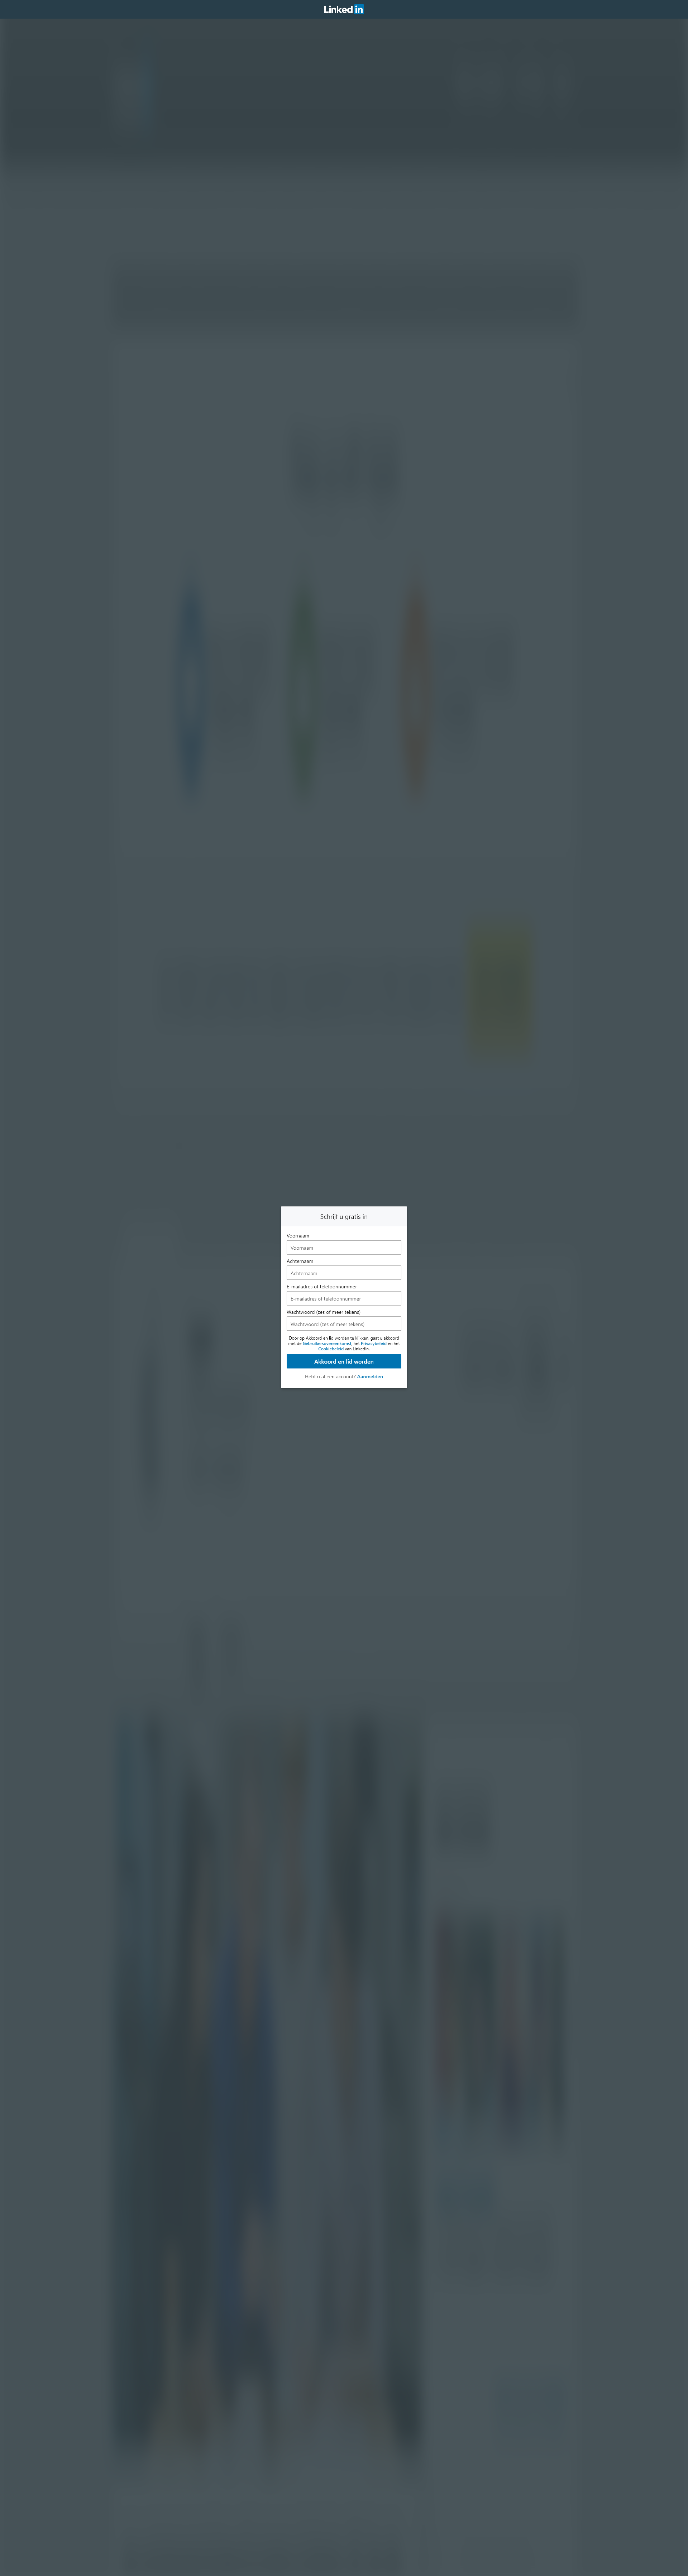 Linked in
Schrijf u gratis in
Voornaam
Voornaam
Achternaam
Achternaam
E-mailadres of telefoonnummer
E-mailadres of telefoonnummer
Wachtwoord (zes of meer tekens)
Wachtwoord (zes of meer tekens)
Door op Akkoord en lid worden te klikken, gaat u akkoord
met de Gebruikersovereenkomst, het Privacybeleid en het
Cookiebeleid van LinkedIn.
Akkoord en lid worden
Hebt u al een account? Aanmelden